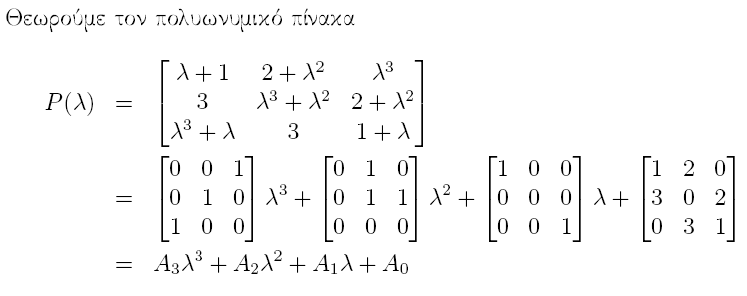 Θεωρούμε τον πολυωνυμικό πίνακα
P(λ) = [λ + 1 2 + λ² λ³
3 λ³ + λ² 2 + λ²
λ³ + λ 3 1 + λ]
= [0 0 1
0 1 0
1 0 0] λ³ + [0 1 0
0 1 1
0 0 0] λ² + [1 0 0
0 0 0
0 0 1] λ + [1 2 0
3 0 2
0 3 1]
= A₃λ³ + A₂λ² + A₁λ + A₀